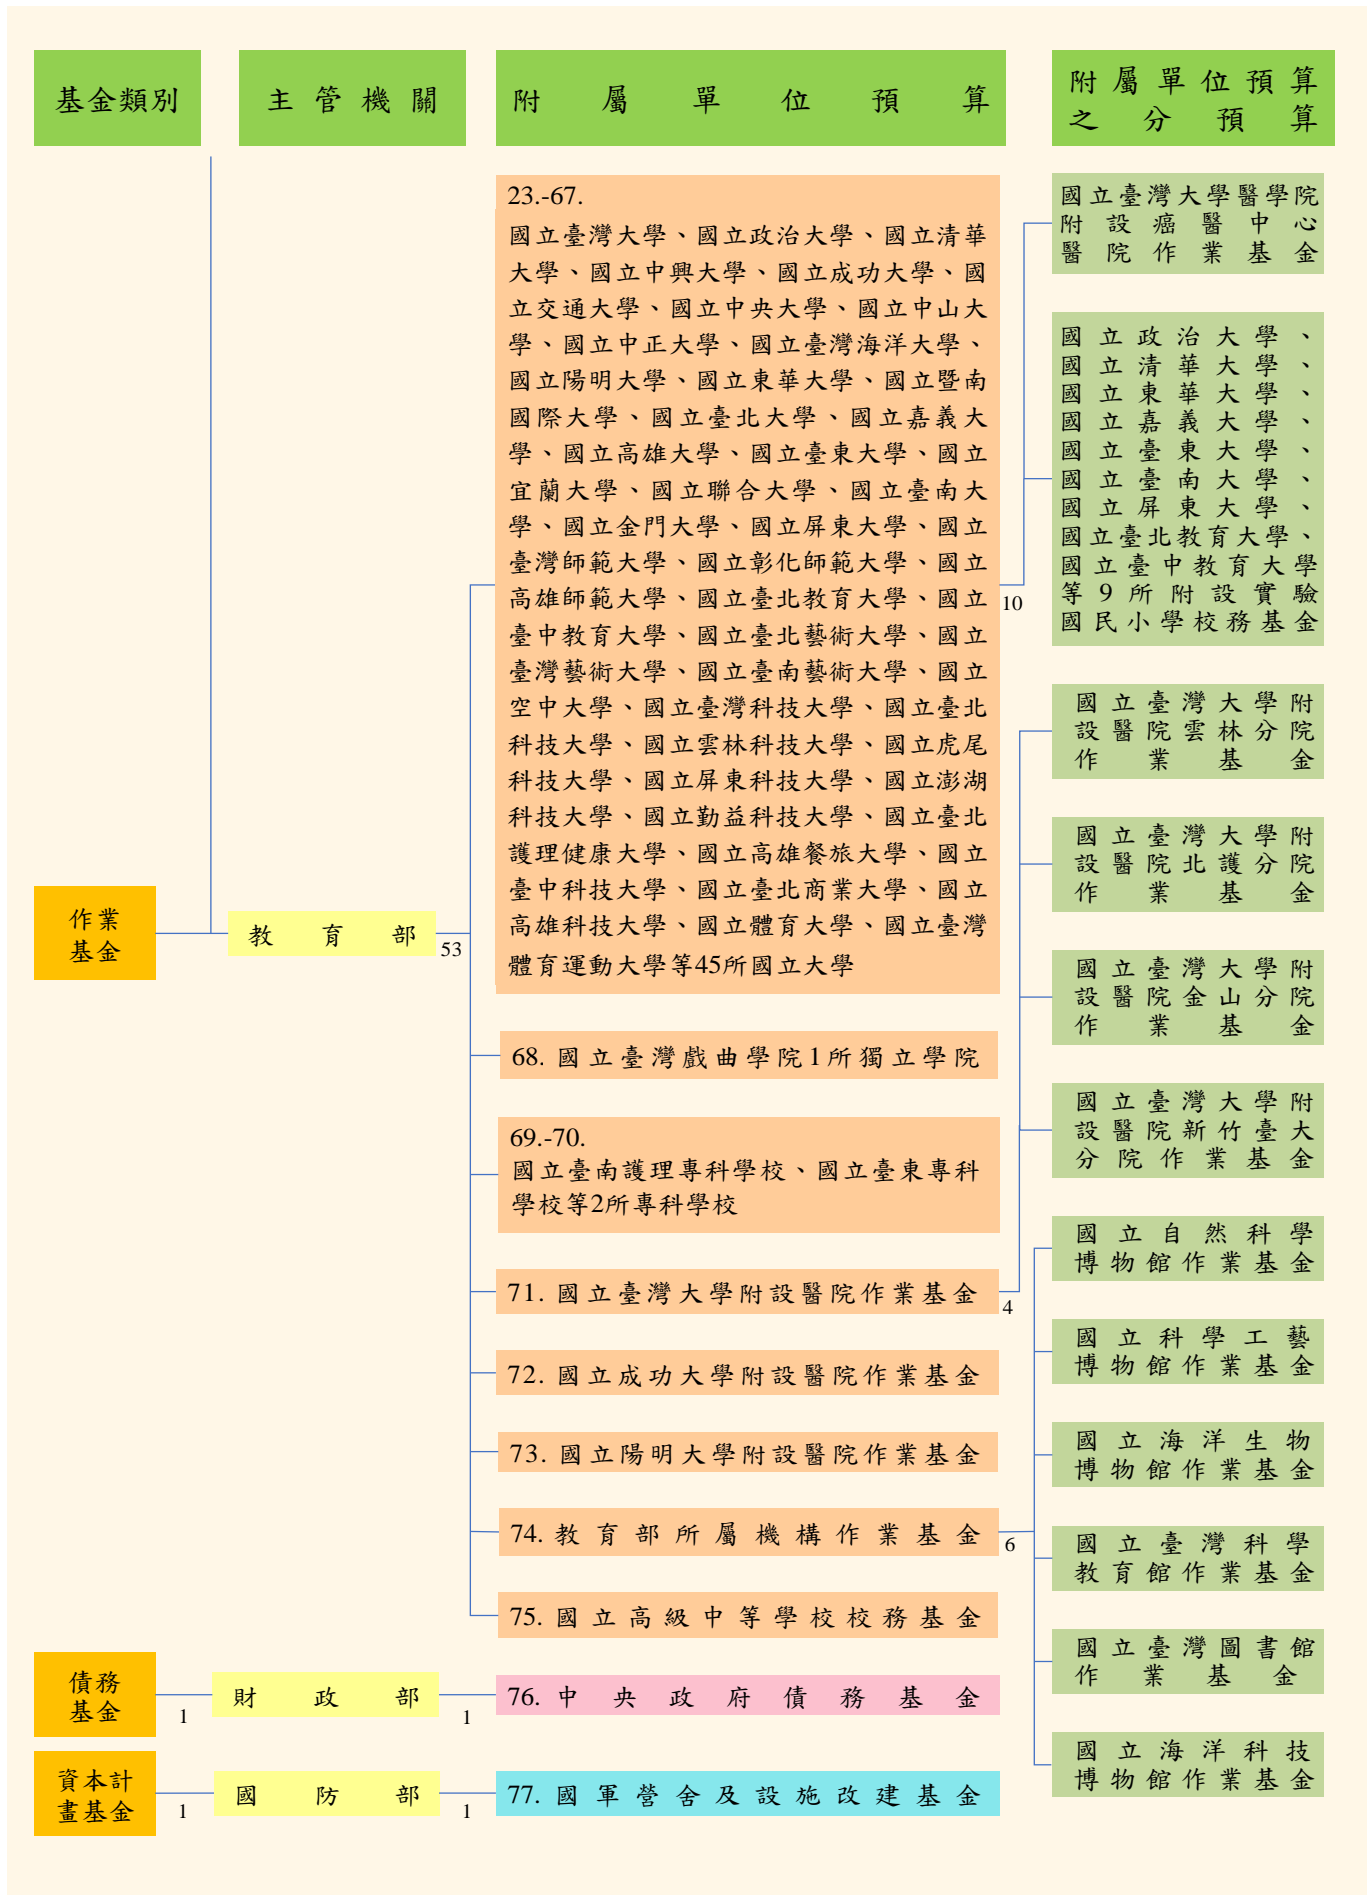 基金類別
主管機關
附屬單位預算
附屬單位預算
之分預算
作業
基金
教育部
53
23.-67.
國立臺灣大學、國立政治大學、國立清華
大學、國立中興大學、國立成功大學、國
立交通大學、國立中央大學、國立中山大
學、國立中正大學、國立臺灣海洋大學、
國立陽明大學、國立東華大學、國立暨南
國際大學、國立臺北大學、國立嘉義大
學、國立高雄大學、國立臺東大學、國立
宜蘭大學、國立聯合大學、國立臺南大
學、國立金門大學、國立屏東大學、國立
臺灣師範大學、國立彰化師範大學、國立
高雄師範大學、國立臺北教育大學、國立
臺中教育大學、國立臺北藝術大學、國立
臺灣藝術大學、國立臺南藝術大學、國立
空中大學、國立臺灣科技大學、國立臺北
科技大學、國立雲林科技大學、國立虎尾
科技大學、國立屏東科技大學、國立澎湖
科技大學、國立勤益科技大學、國立臺北
護理健康大學、國立高雄餐旅大學、國立
臺中科技大學、國立臺北商業大學、國立
高雄科技大學、國立體育大學、國立臺灣
體育運動大學等45所國立大學
10
國立臺灣大學醫學院
附設癌醫中心
醫院作業基金
國立政治大學、
國立清華大學、
國立東華大學、
國立嘉義大學、
國立臺東大學、
國立臺南大學、
國立屏東大學、
國立臺北教育大學、
國立臺中教育大學
等9所附設實驗
國民小學校務基金
68. 國立臺灣戲曲學院1所獨立學院
69.-70.
國立臺南護理專科學校、國立臺東專科
學校等2所專科學校
71. 國立臺灣大學附設醫院作業基金
4
國立臺灣大學附
設醫院雲林分院
作業基金
國立臺灣大學附
設醫院北護分院
作業基金
國立臺灣大學附
設醫院金山分院
作業基金
國立臺灣大學附
設醫院新竹臺大
分院作業基金
72. 國立成功大學附設醫院作業基金
73. 國立陽明大學附設醫院作業基金
74. 教育部所屬機構作業基金
6
國立自然科學
博物館作業基金
國立科學工藝
博物館作業基金
國立海洋生物
博物館作業基金
國立臺灣科學
教育館作業基金
國立臺灣圖書館
作業基金
國立海洋科技
博物館作業基金
75. 國立高級中等學校校務基金
債務
基金
1
財政部
1
76. 中央政府債務基金
資本計
畫基金
1
國防部
1
77. 國軍營舍及設施改建基金